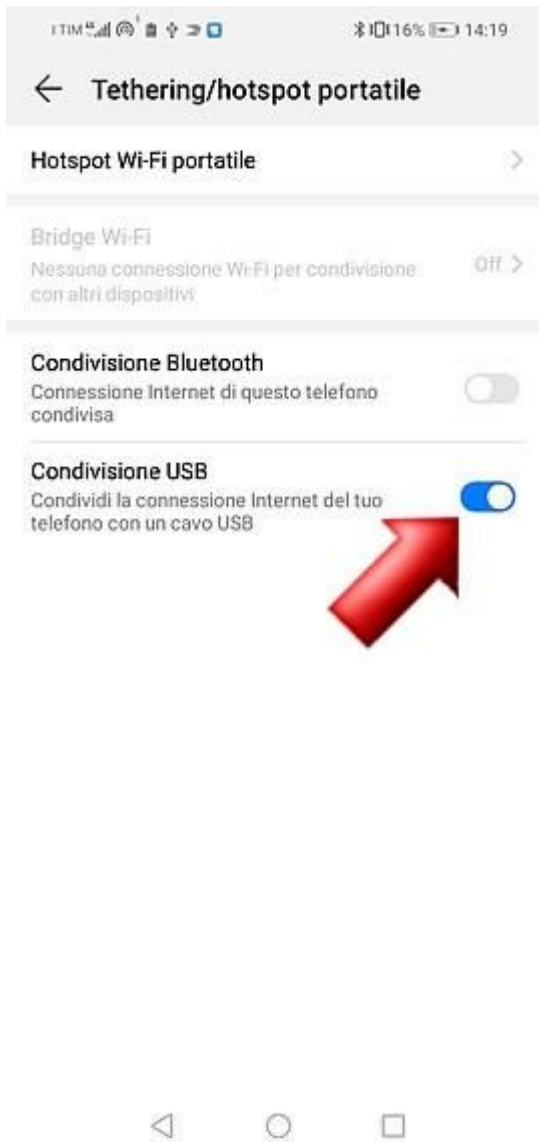 TIM 16% 14:19
Tethering/hotspot portatile
Hotspot Wi-Fi portatile
Bridge Wi-Fi
Nessuna connessione Wi-Fi per condivisione
con altri dispositivi
Off
Condivisione Bluetooth
Connessione Internet di questo telefono
condivisa
Condivisione USB
Condividi la connessione Internet del tuo
telefono con un cavo USB